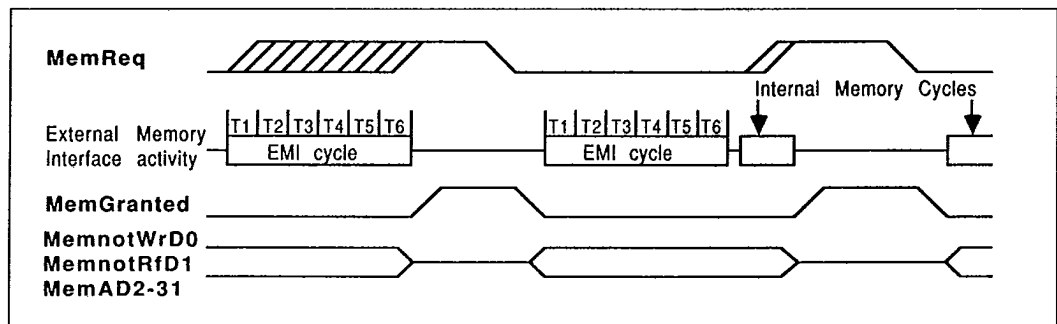 MemReq
Internal Memory Cycles
T1 T2 T3 T4 T5 T6 T1 T2 T3 T4 T5 T6
External Memory
Interface activity
EMI cycle EMI cycle
MemGranted
MemnotWrD0
MemnotRfD1
MemAD2-31